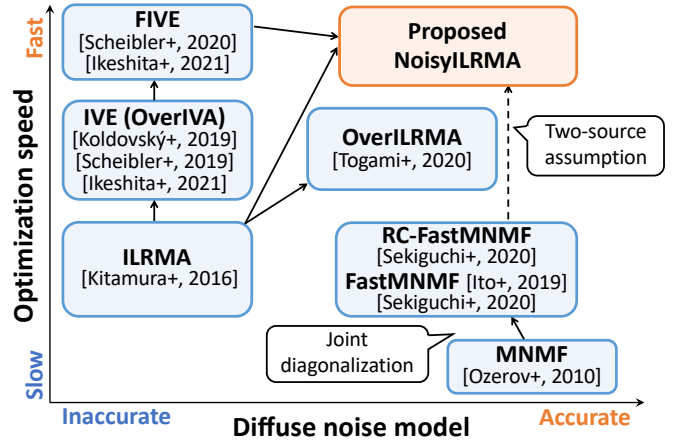 Fast
Optimization speed
Slow
FIVE
[Scheibler+, 2020]
[Ikeshita+, 2021]
Proposed
NoisyILRMA
IVE (OverIVA)
[Koldovský+, 2019]
[Scheibler+, 2019]
[Ikeshita+, 2021]
OverILRMA
[Togami+, 2020]
Two-source
assumption
ILRMA
[Kitamura+, 2016]
RC-FastMNMF
[Sekiguchi+, 2020]
FastMNMF [Ito+, 2019]
[Sekiguchi+, 2020]
Joint
diagonalization
MNMF
[Ozerov+, 2010]
Inaccurate
Diffuse noise model
Accurate